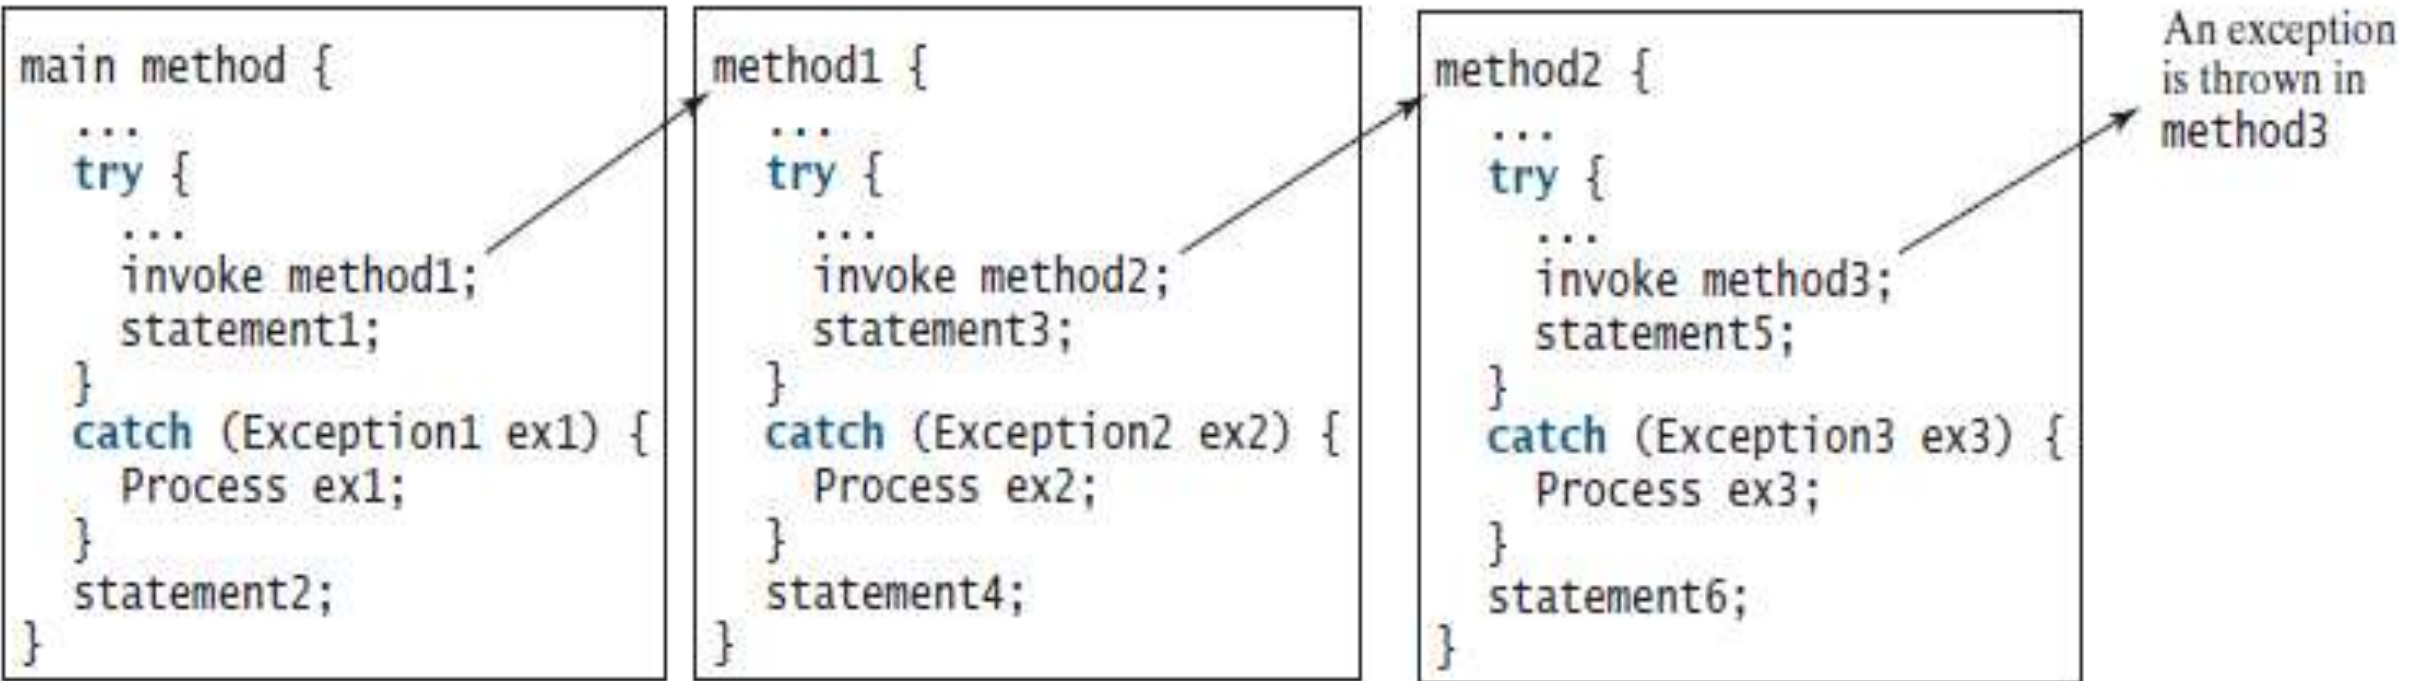 main method {
...
try {
...
invoke method1;
statement1;
}
catch (Exception1 ex1) {
Process ex1;
}
statement2;
}
method1 {
...
try {
...
invoke method2;
statement3;
}
catch (Exception2 ex2) {
Process ex2;
}
statement4;
}
method2 {
...
try {
...
invoke method3;
statement5;
}
catch (Exception3 ex3) {
Process ex3;
}
statement6;
}
An exception
is thrown in
method3